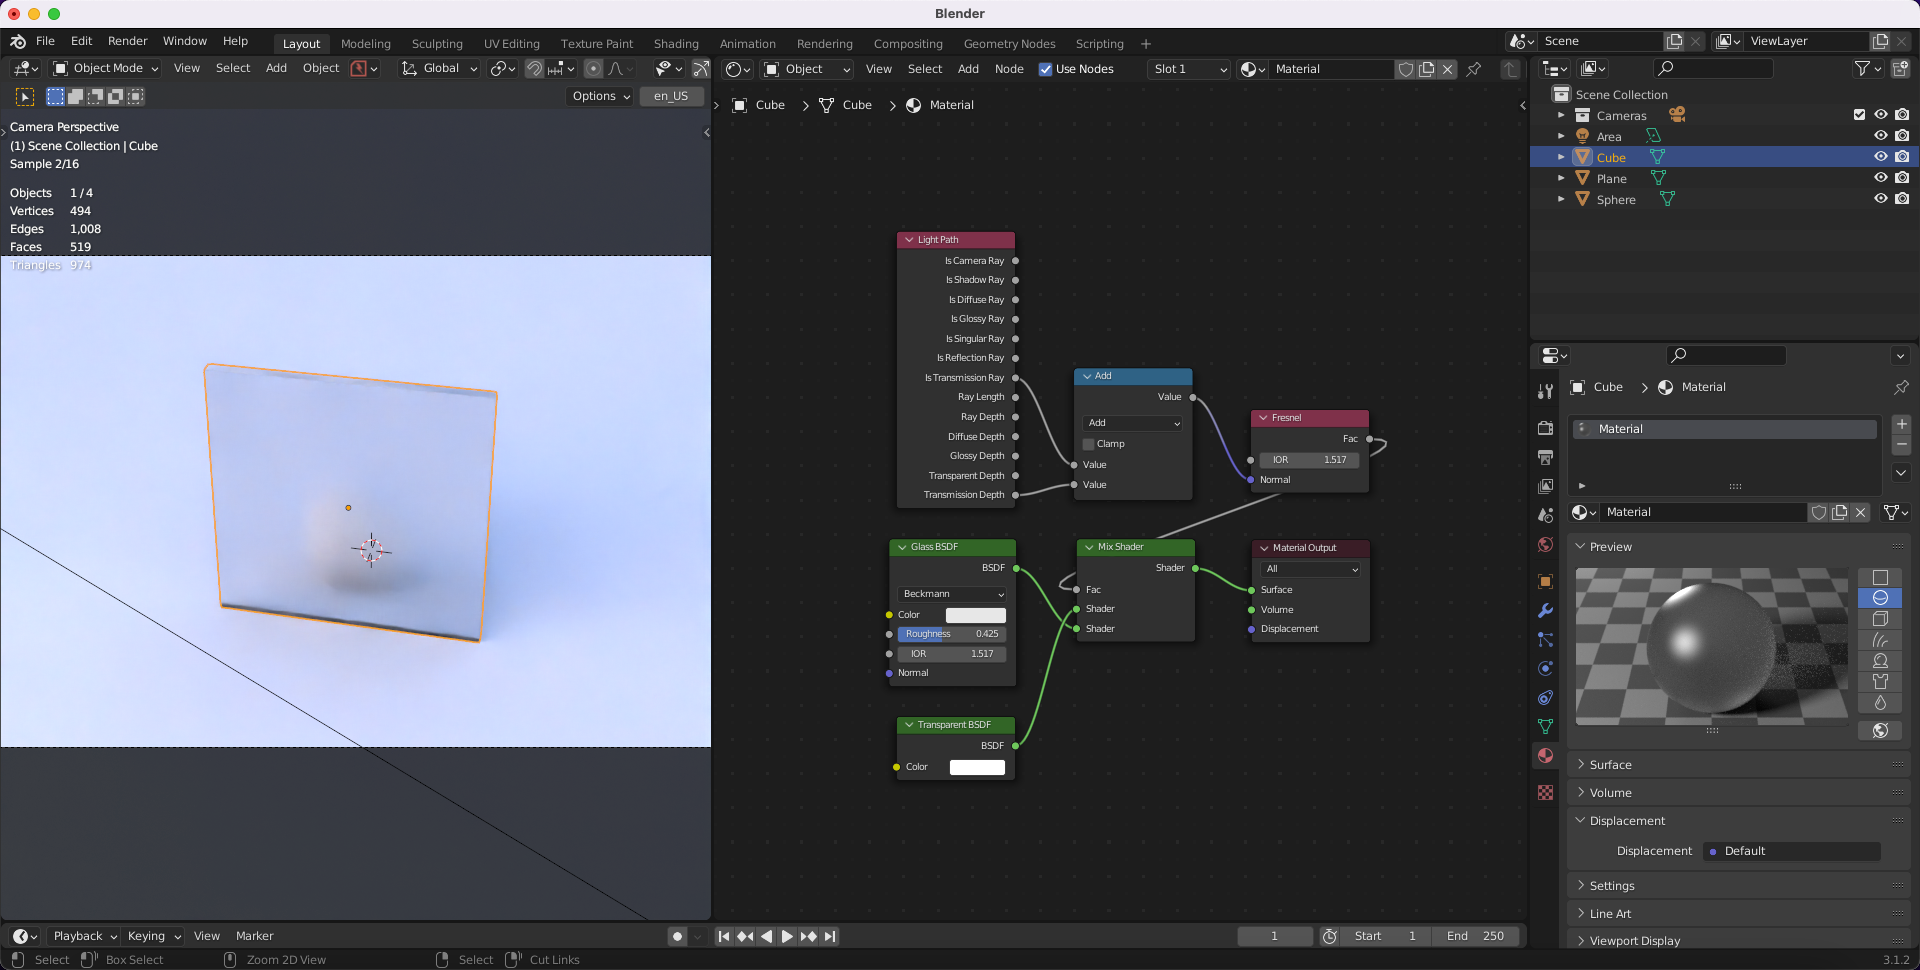 Blender
File Edit Render Window Help Layout Modeling Sculpting UV Editing Texture Paint Shading Animation Rendering Compositing Geometry Nodes Scripting + Scene ViewLayer
Object Mode View Select Add Object Global
Object View Select Add Node Use Nodes Slot 1 Material
Options en_US
Cube > Cube > Material
Camera Perspective
(1) Scene Collection | Cube
Sample 2/16
Objects 1/4
Vertices 494
Edges 1,008
Faces 519
Triangles 974
Light Path
Is Camera Ray
Is Shadow Ray
Is Diffuse Ray
Is Glossy Ray
Is Singular Ray
Is Reflection Ray
Is Transmission Ray
Ray Length
Ray Depth
Diffuse Depth
Glossy Depth
Transparent Depth
Transmission Depth
Add
Value
Add
Clamp
Value
Value
Fresnel
Fac
IOR 1.517
Normal
Glass BSDF
BSDF
Beckmann
Color
Roughness 0.425
IOR 1.517
Normal
Mix Shader
Shader
Fac
Shader
Shader
Material Output
All
Surface
Volume
Displacement
Transparent BSDF
BSDF
Color
Scene Collection
Cameras
Area
Cube
Plane
Sphere
Cube > Material
Material
Material
Preview
Surface
Volume
Displacement
Displacement Default
Settings
Line Art
Viewport Display
Playback Keying View Marker 1 Start 1 End 250
Select Box Select Zoom 2D View Select Cut Links 3.1.2